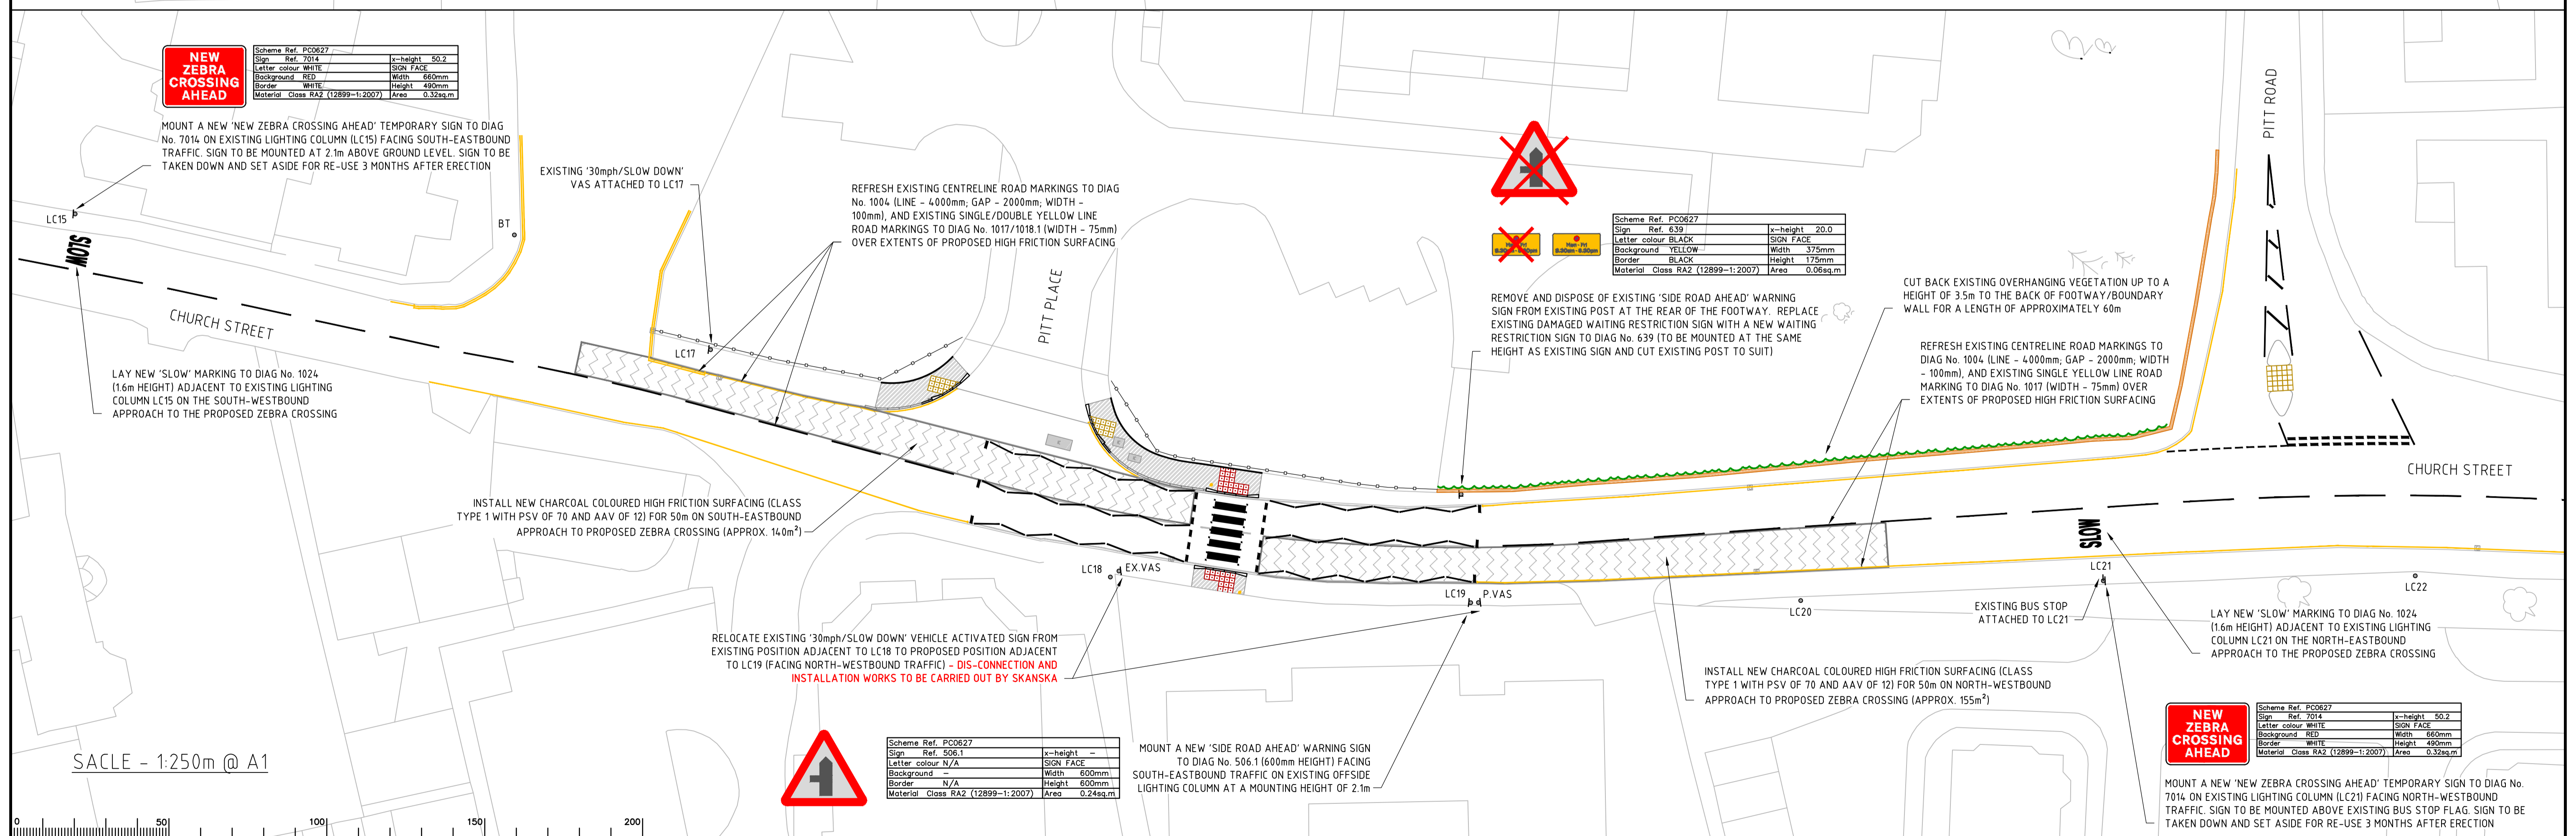 NEW
ZEBRA
CROSSING
AHEAD
Scheme Ref. PC0627
Sign Ref. 7014 x-height 50.2
Letter colour WHITE SIGN FACE
Background RED Width 660mm
Border WHITE Height 490mm
Material Class RA2 (12899-1:2007) Area 0.32sq.m
MOUNT A NEW 'NEW ZEBRA CROSSING AHEAD' TEMPORARY SIGN TO DIAG
No. 7014 ON EXISTING LIGHTING COLUMN (LC15) FACING SOUTH-EASTBOUND
TRAFFIC. SIGN TO BE MOUNTED AT 2.1m ABOVE GROUND LEVEL. SIGN TO BE
TAKEN DOWN AND SET ASIDE FOR RE-USE 3 MONTHS AFTER ERECTION
LC15
SLOW
BT
CHURCH STREET
LAY NEW 'SLOW' MARKING TO DIAG No. 1024
(1.6m HEIGHT) ADJACENT TO EXISTING LIGHTING
COLUMN LC15 ON THE SOUTH-WESTBOUND
APPROACH TO THE PROPOSED ZEBRA CROSSING
EXISTING '30mph/SLOW DOWN'
VAS ATTACHED TO LC17
LC17
REFRESH EXISTING CENTRELINE ROAD MARKINGS TO DIAG
No. 1004 (LINE - 4000mm; GAP - 2000mm; WIDTH -
100mm), AND EXISTING SINGLE/DOUBLE YELLOW LINE
ROAD MARKINGS TO DIAG No. 1017/1018.1 (WIDTH - 75mm)
OVER EXTENTS OF PROPOSED HIGH FRICTION SURFACING
PITT PLACE
INSTALL NEW CHARCOAL COLOURED HIGH FRICTION SURFACING (CLASS
TYPE 1 WITH PSV OF 70 AND AAV OF 12) FOR 50m ON SOUTH-EASTBOUND
APPROACH TO PROPOSED ZEBRA CROSSING (APPROX. 140m²)
LC18
EX.VAS
RELOCATE EXISTING '30mph/SLOW DOWN' VEHICLE ACTIVATED SIGN FROM
EXISTING POSITION ADJACENT TO LC18 TO PROPOSED POSITION ADJACENT
TO LC19 (FACING NORTH-WESTBOUND TRAFFIC) - DIS-CONNECTION AND
INSTALLATION WORKS TO BE CARRIED OUT BY SKANSKA
Scheme Ref. PC0627
Sign Ref. 506.1 x-height -
Letter colour N/A SIGN FACE
Background - Width 600mm
Border N/A Height 600mm
Material Class RA2 (12899-1:2007) Area 0.24sq.m
MOUNT A NEW 'SIDE ROAD AHEAD' WARNING SIGN
TO DIAG No. 506.1 (600mm HEIGHT) FACING
SOUTH-EASTBOUND TRAFFIC ON EXISTING OFFSIDE
LIGHTING COLUMN AT A MOUNTING HEIGHT OF 2.1m
LC19
P.VAS
Mon - Fri
8.30am - 6.30pm
Scheme Ref. PC0627
Sign Ref. 639 x-height 20.0
Letter colour BLACK SIGN FACE
Background YELLOW Width 375mm
Border BLACK Height 175mm
Material Class RA2 (12899-1:2007) Area 0.06sq.m
REMOVE AND DISPOSE OF EXISTING 'SIDE ROAD AHEAD' WARNING
SIGN FROM EXISTING POST AT THE REAR OF THE FOOTWAY. REPLACE
EXISTING DAMAGED WAITING RESTRICTION SIGN WITH A NEW WAITING
RESTRICTION SIGN TO DIAG No. 639 (TO BE MOUNTED AT THE SAME
HEIGHT AS EXISTING SIGN AND CUT EXISTING POST TO SUIT)
CUT BACK EXISTING OVERHANGING VEGETATION UP TO A
HEIGHT OF 3.5m TO THE BACK OF FOOTWAY/BOUNDARY
WALL FOR A LENGTH OF APPROXIMATELY 60m
REFRESH EXISTING CENTRELINE ROAD MARKINGS TO
DIAG No. 1004 (LINE - 4000mm; GAP - 2000mm; WIDTH
- 100mm), AND EXISTING SINGLE YELLOW LINE ROAD
MARKING TO DIAG No. 1017 (WIDTH - 75mm) OVER
EXTENTS OF PROPOSED HIGH FRICTION SURFACING
PITT ROAD
CHURCH STREET
SLOW
LC21
LC20
LC22
EXISTING BUS STOP
ATTACHED TO LC21
LAY NEW 'SLOW' MARKING TO DIAG No. 1024
(1.6m HEIGHT) ADJACENT TO EXISTING LIGHTING
COLUMN LC21 ON THE NORTH-EASTBOUND
APPROACH TO THE PROPOSED ZEBRA CROSSING
INSTALL NEW CHARCOAL COLOURED HIGH FRICTION SURFACING (CLASS
TYPE 1 WITH PSV OF 70 AND AAV OF 12) FOR 50m ON NORTH-WESTBOUND
APPROACH TO PROPOSED ZEBRA CROSSING (APPROX. 155m²)
NEW
ZEBRA
CROSSING
AHEAD
Scheme Ref. PC0627
Sign Ref. 7014 x-height 50.2
Letter colour WHITE SIGN FACE
Background RED Width 660mm
Border WHITE Height 490mm
Material Class RA2 (12899-1:2007) Area 0.32sq.m
MOUNT A NEW 'NEW ZEBRA CROSSING AHEAD' TEMPORARY SIGN TO DIAG No.
7014 ON EXISTING LIGHTING COLUMN (LC21) FACING NORTH-WESTBOUND
TRAFFIC. SIGN TO BE MOUNTED ABOVE EXISTING BUS STOP FLAG. SIGN TO BE
TAKEN DOWN AND SET ASIDE FOR RE-USE 3 MONTHS AFTER ERECTION
SACLE - 1:250m @ A1
0 50 100 150 200